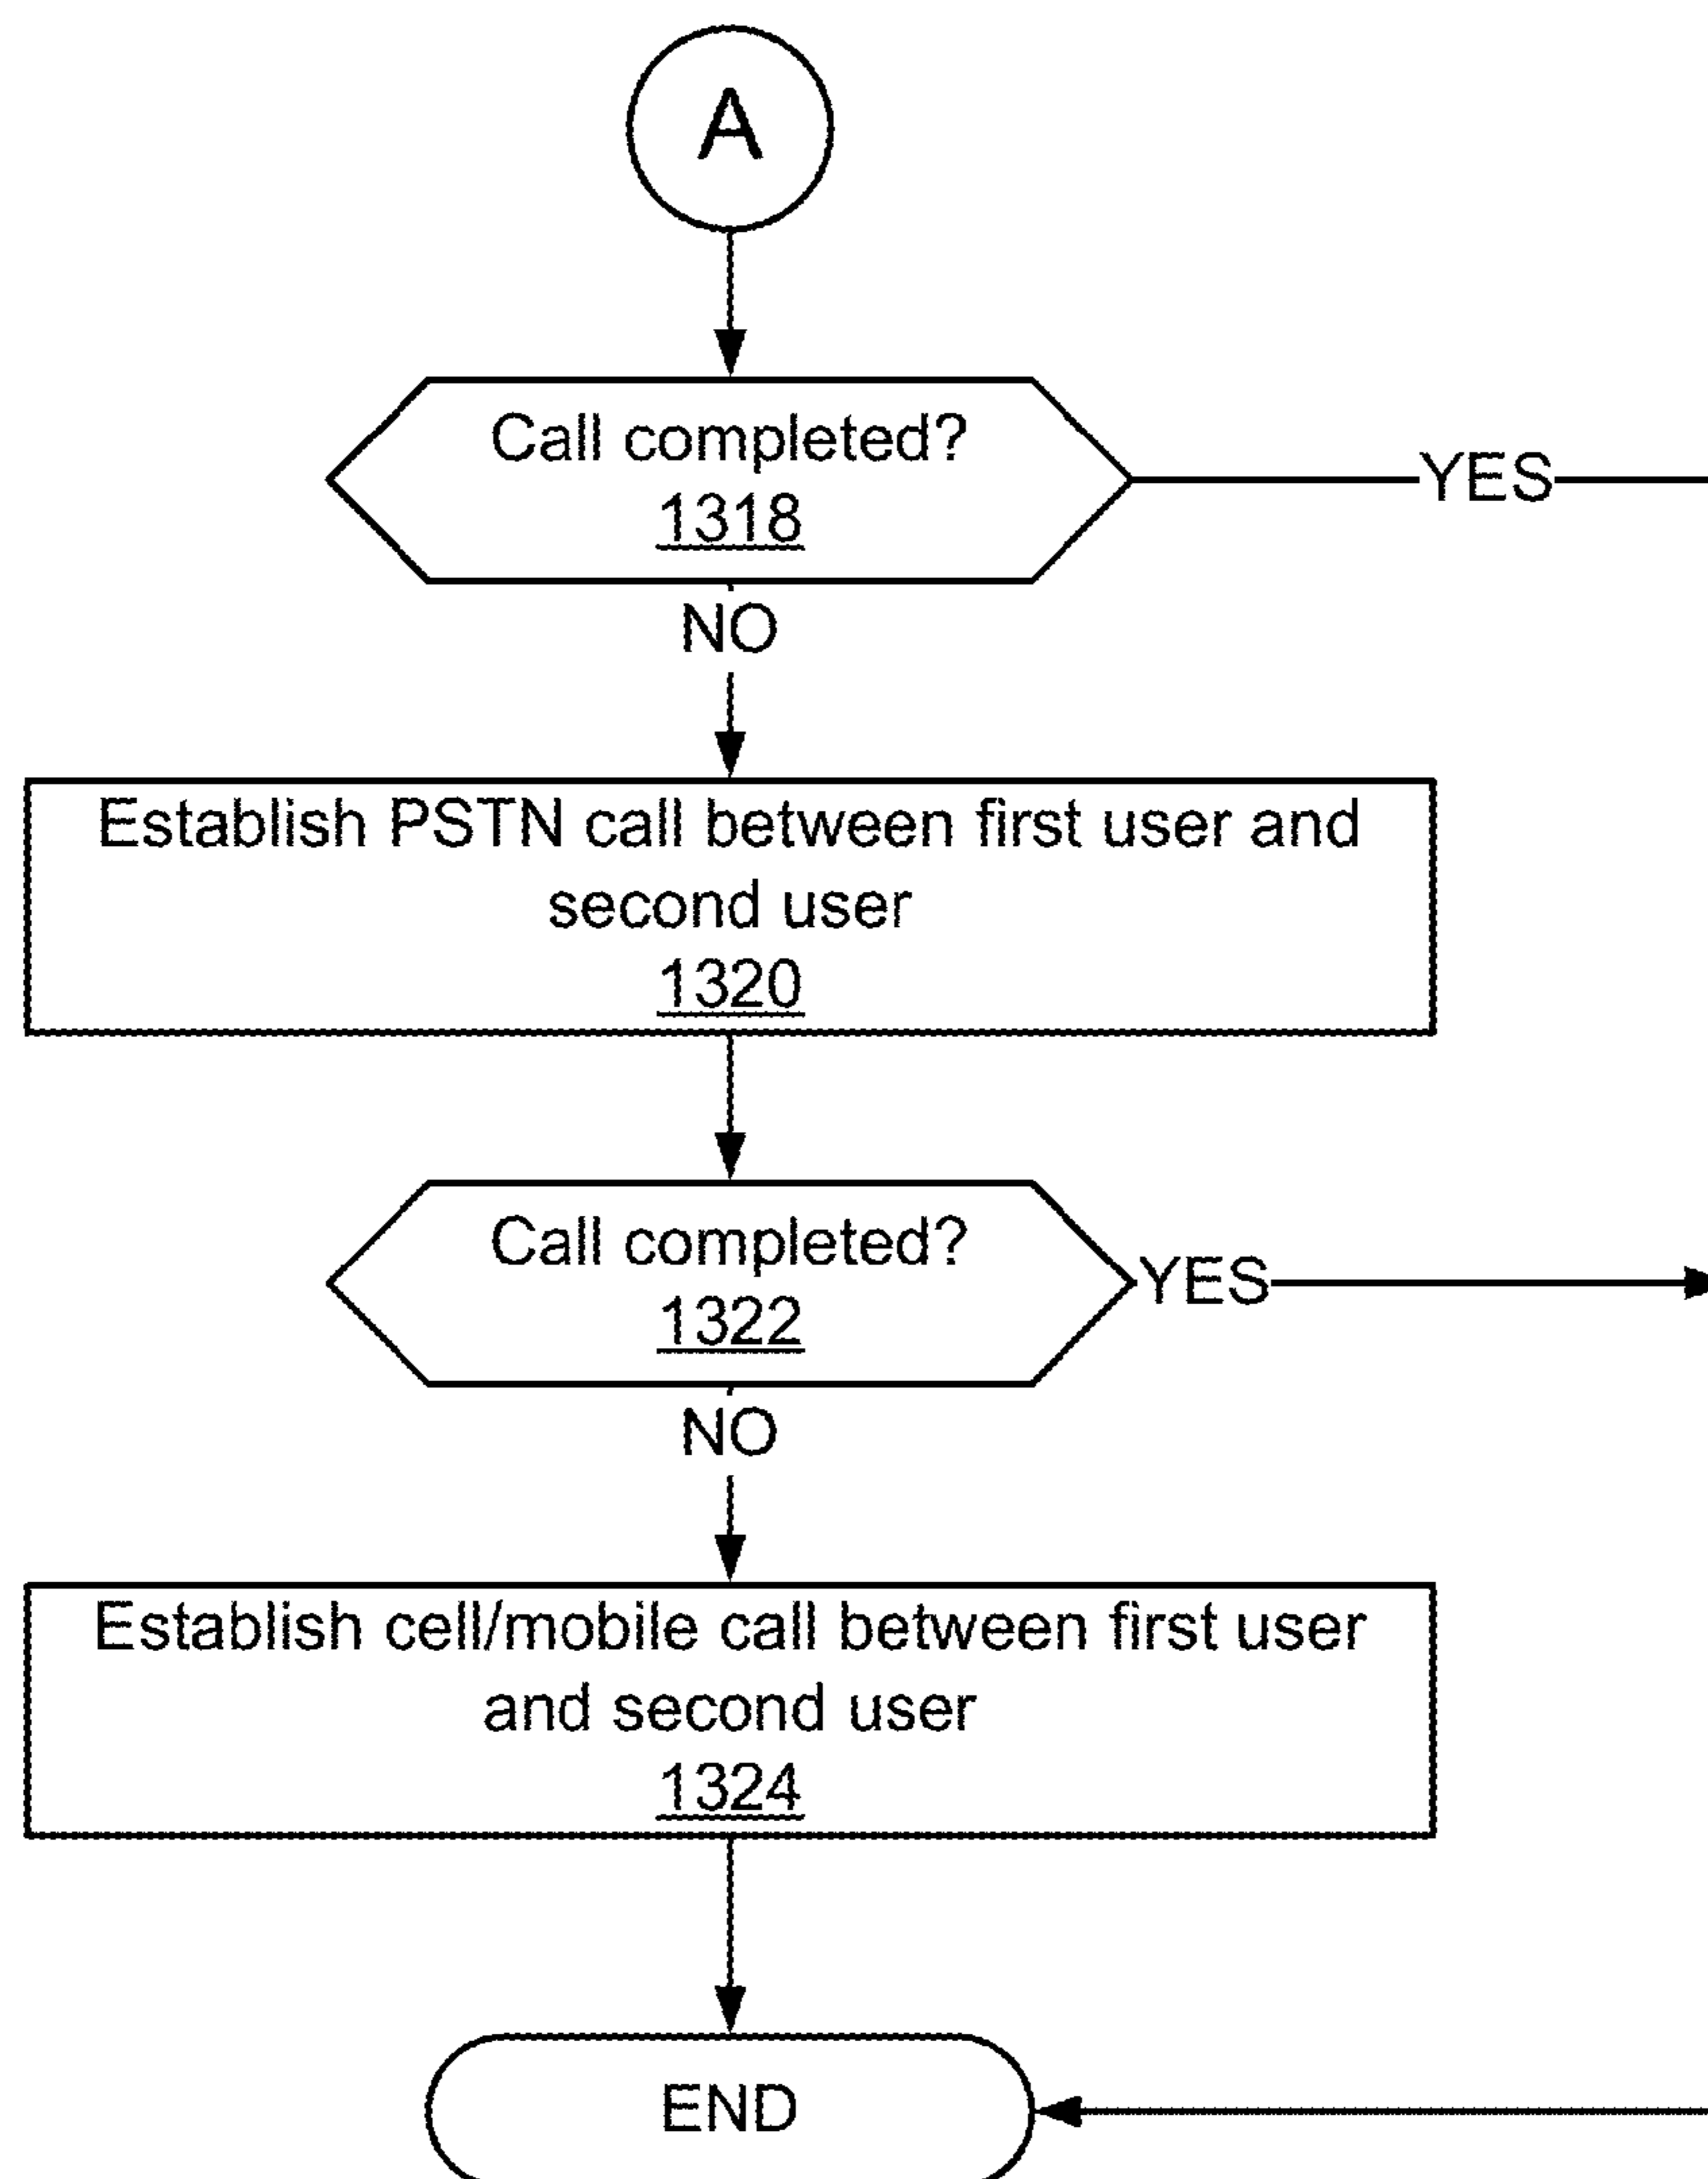 A
Call completed?
1318
YES
NO
Establish PSTN call between first user and
second user
1320
Call completed?
1322
YES
NO
Establish cell/mobile call between first user
and second user
1324
END